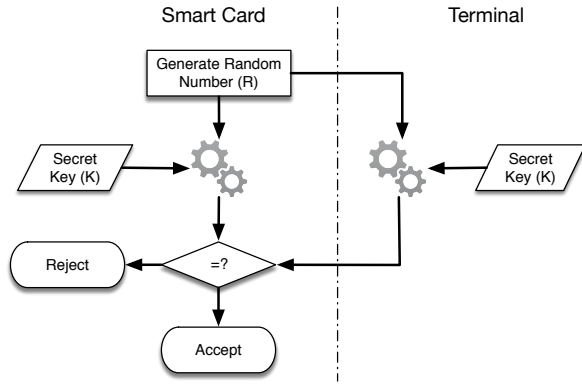 Smart Card
Terminal
Generate Random
Number (R)
Secret
Key (K)
Secret
Key (K)
Reject
=?
Accept